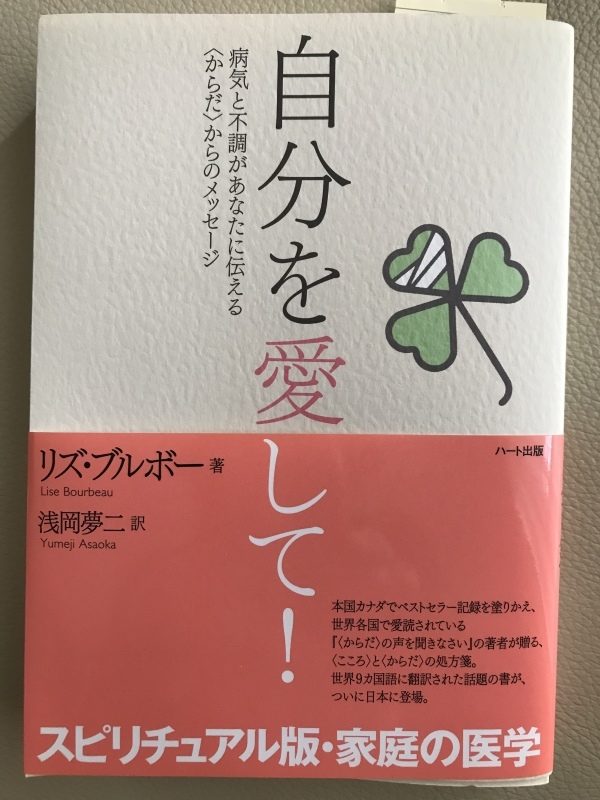 自分を愛して!
病気と不調があなたに伝える
〈からだ〉からのメッセージ
ハート出版
リズ・ブルボー 著
Lise Bourbeau
浅岡夢二 訳
Yumeji Asaoka
本国カナダでベストセラー記録を塗りかえ、
世界各国で愛読されている
『〈からだ〉の声を聞きなさい』の著者が贈る、
〈こころ〉と〈からだ〉の処方箋。
世界9カ国語に翻訳された話題の書が、
ついに日本に登場。
スピリチュアル版・家庭の医学